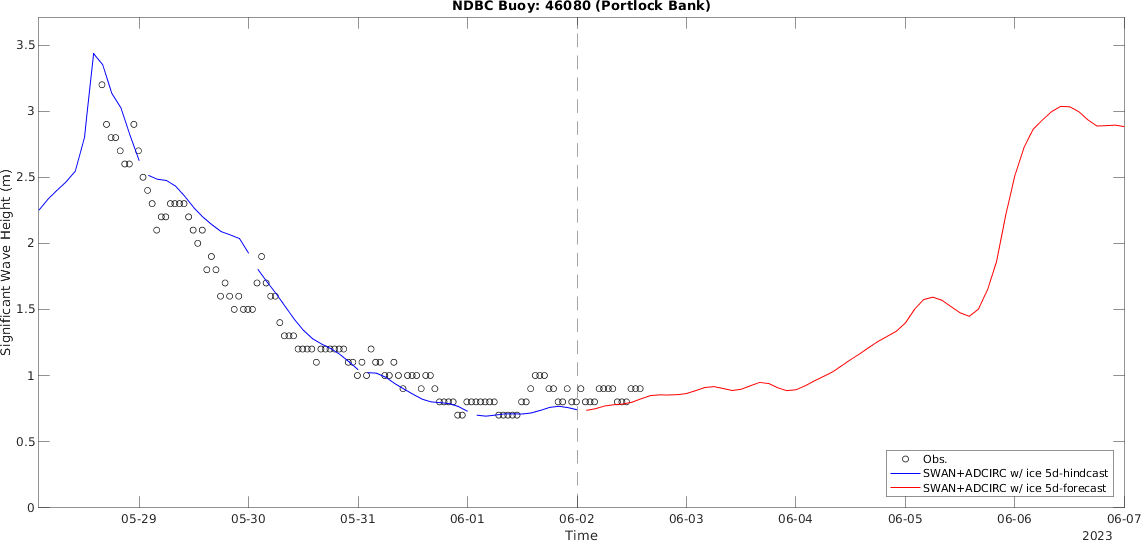 NDBC Buoy: 46080 (Portlock Bank)
Significant Wave Height (m)
3.5
3
2.5
2
1.5
1
0.5
0
Obs.
SWAN+ADCIRC w/ ice 5d-hindcast
SWAN+ADCIRC w/ ice 5d-forecast
05-29 05-30 05-31 06-01 06-02 06-03 06-04 06-05 06-06 06-07
Time
2023